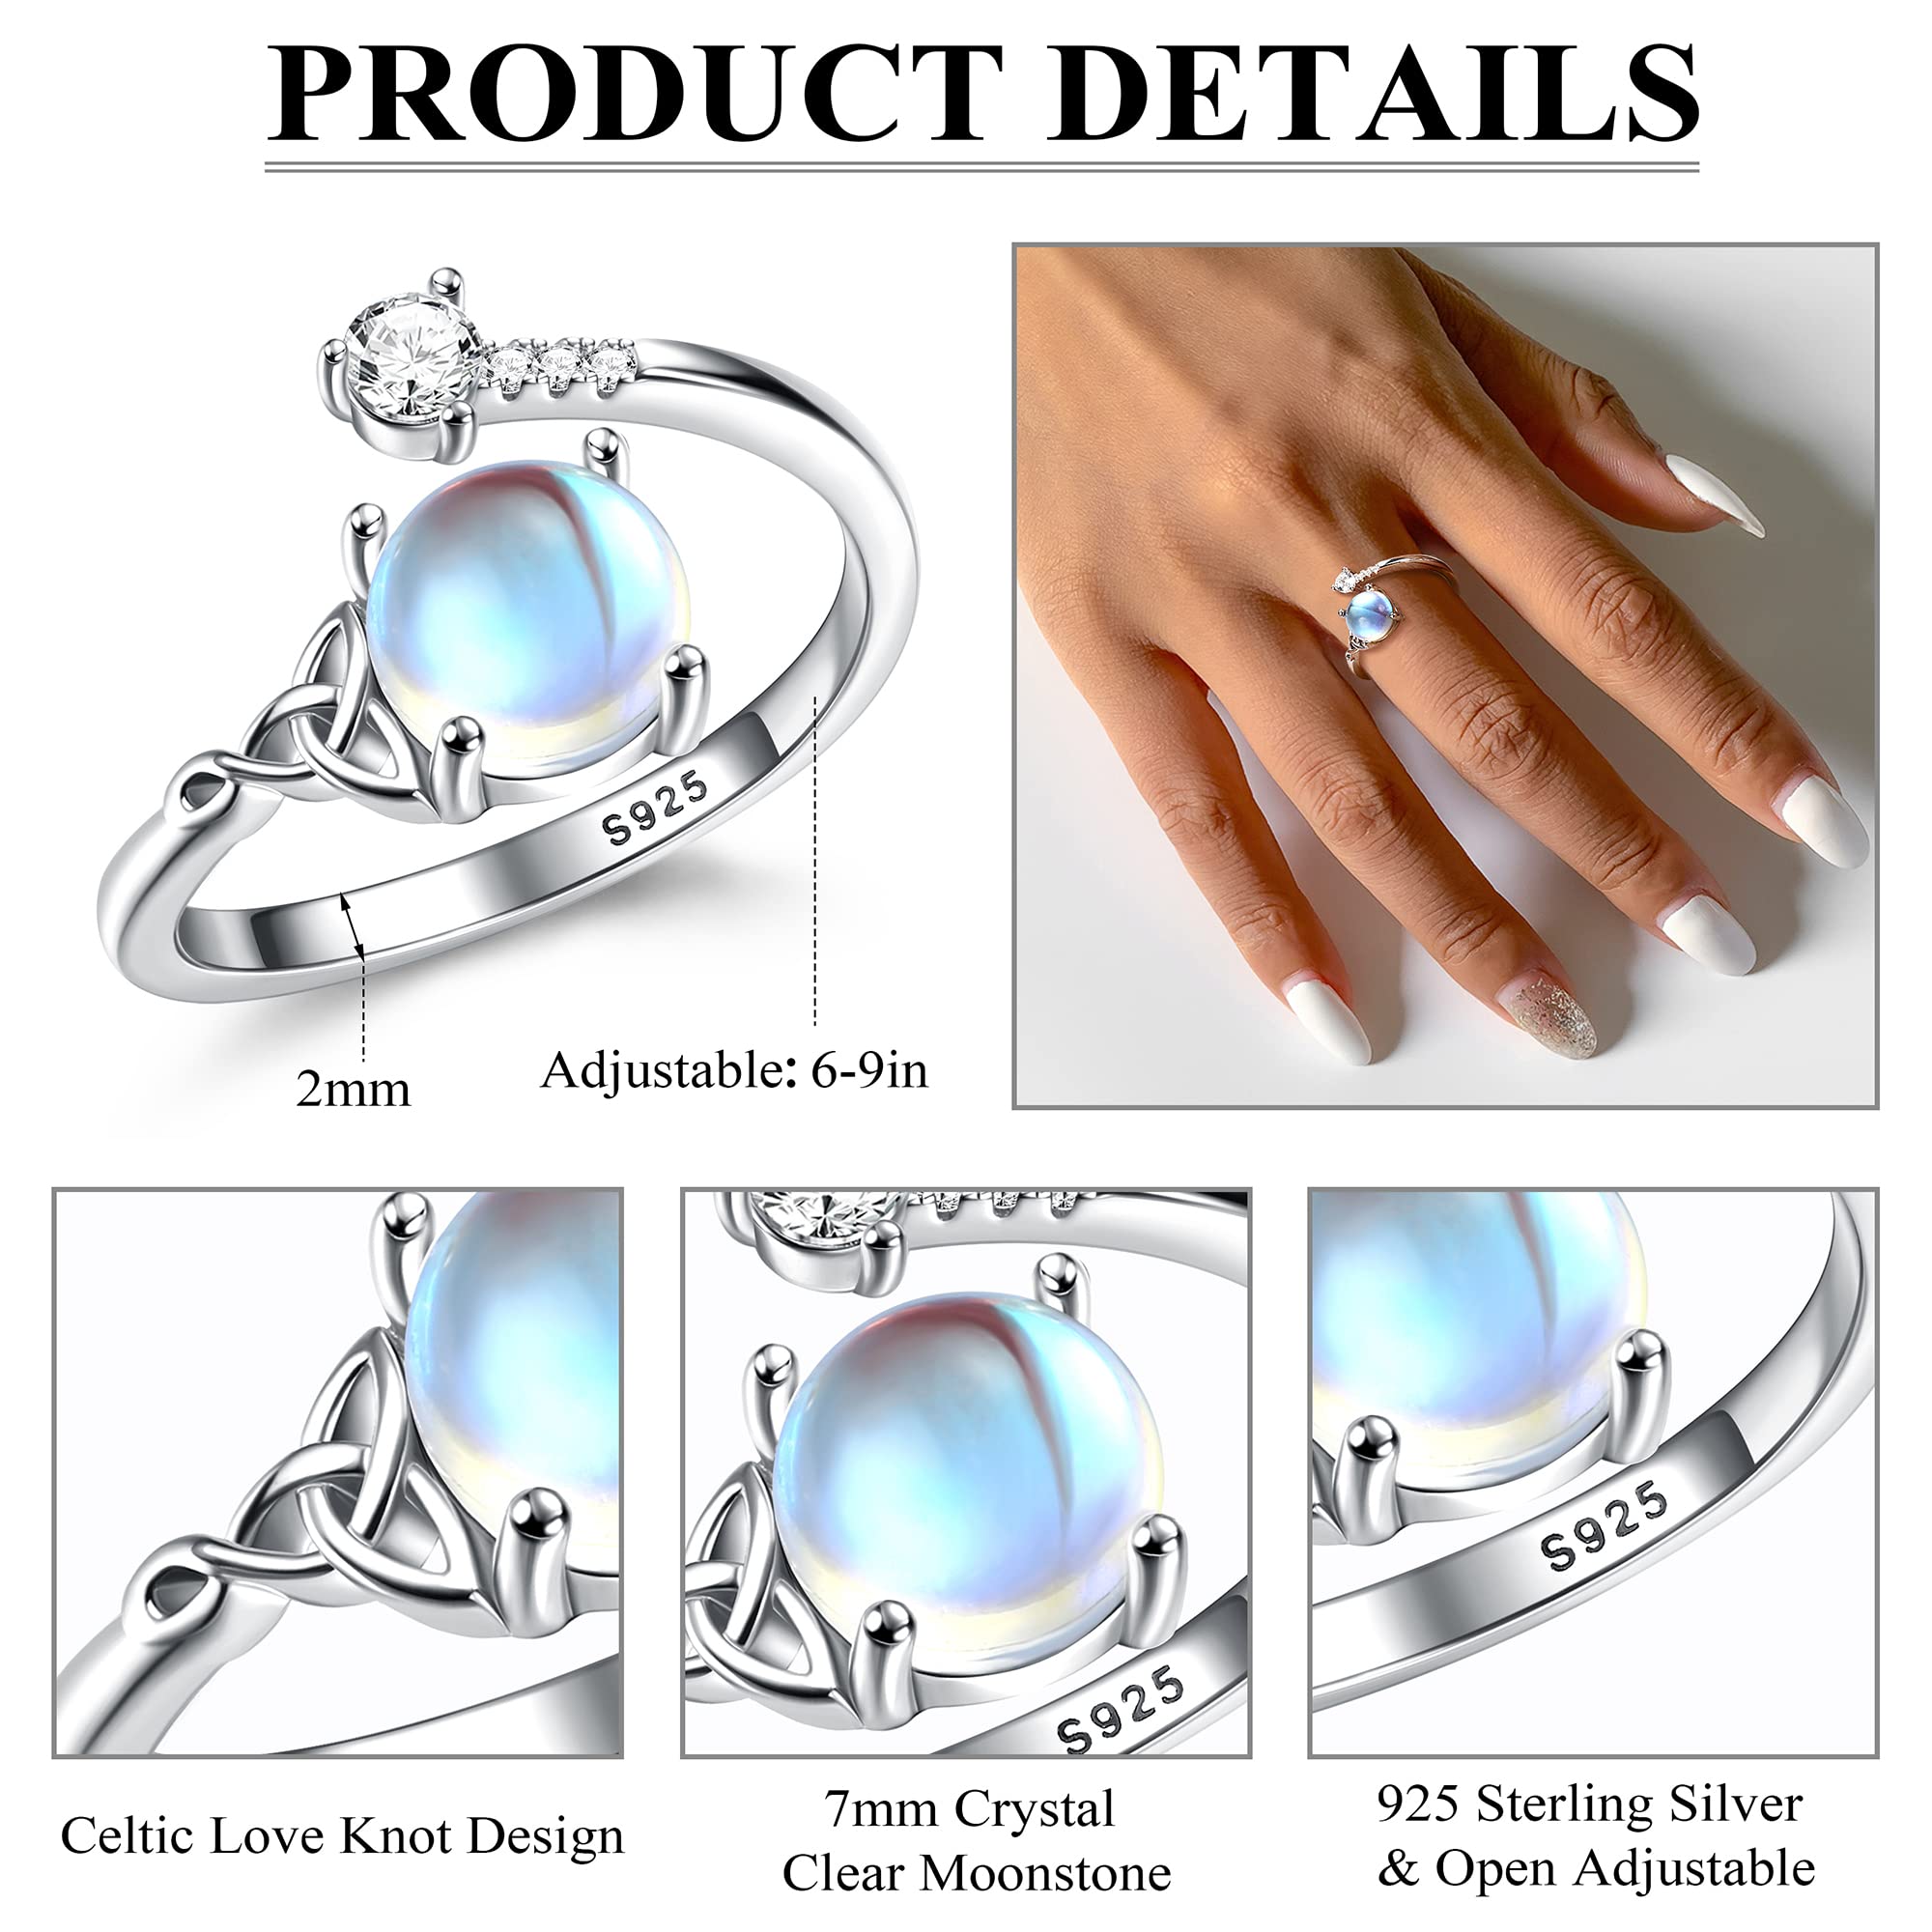 PRODUCT DETAILS
S925
2mm
Adjustable: 6-9in
S925
S925
Celtic Love Knot Design
7mm Crystal
Clear Moonstone
925 Sterling Silver
& Open Adjustable